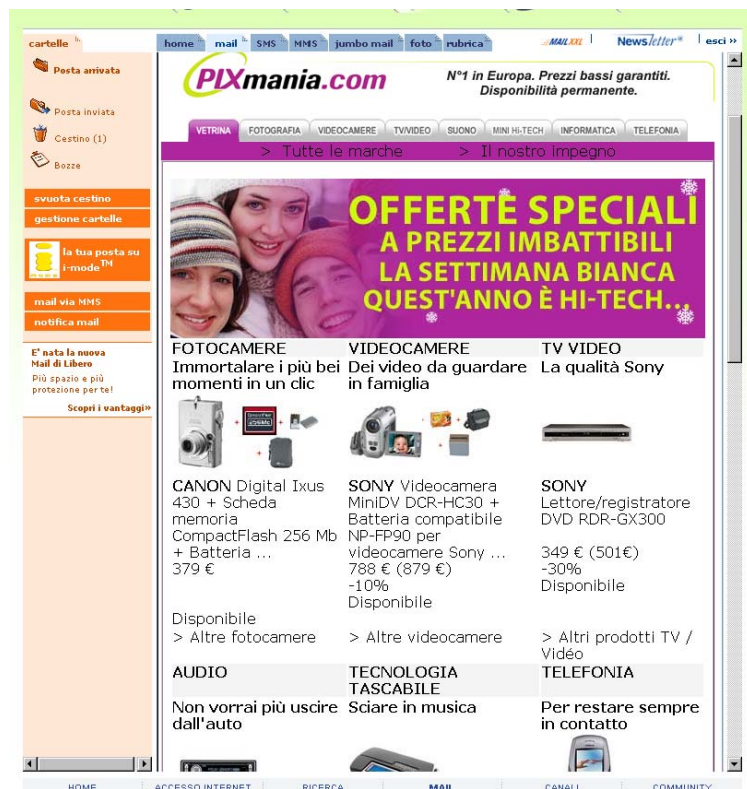 cartelle
home mail SMS MMS jumbo mail foto rubrica
MAILXXL Newsletter esci »
Posta arrivata
Posta inviata
Cestino (1)
Bozze
svuota cestino
gestione cartelle
la tua posta su
i-mode™
mail via MMS
notifica mail
E' nata la nuova
Mail di Libero
Più spazio e più
protezione per te!
Scopri i vantaggi»
PIXmania.com
N°1 in Europa. Prezzi bassi garantiti.
Disponibilità permanente.
VETRINA FOTOGRAFIA VIDEOCAMERE TV/VIDEO SUONO MINI HI-TECH INFORMATICA TELEFONIA
> Tutte le marche > Il nostro impegno
OFFERTE SPECIALI
A PREZZI IMBATTIBILI
LA SETTIMANA BIANCA
QUEST'ANNO È HI-TECH...
FOTOCAMERE
Immortalare i più bei
momenti in un clic
CANON Digital Ixus
430 + Scheda
memoria
CompactFlash 256 Mb
+ Batteria ...
379 €
Disponibile
> Altre fotocamere
VIDEOCAMERE
Dei video da guardare
in famiglia
SONY Videocamera
MiniDV DCR-HC30 +
Batteria compatibile
NP-FP90 per
videocamere Sony ...
788 € (879 €)
-10%
Disponibile
> Altre videocamere
TV VIDEO
La qualità Sony
SONY
Lettore/registratore
DVD RDR-GX300
349 € (501€)
-30%
Disponibile
> Altri prodotti TV /
Vidéo
AUDIO
Non vorrai più uscire
dall'auto
TECNOLOGIA
TASCABILE
Sciare in musica
TELEFONIA
Per restare sempre
in contatto
HOME ACCESSO INTERNET RICERCA MAIL CANALI COMMUNITY